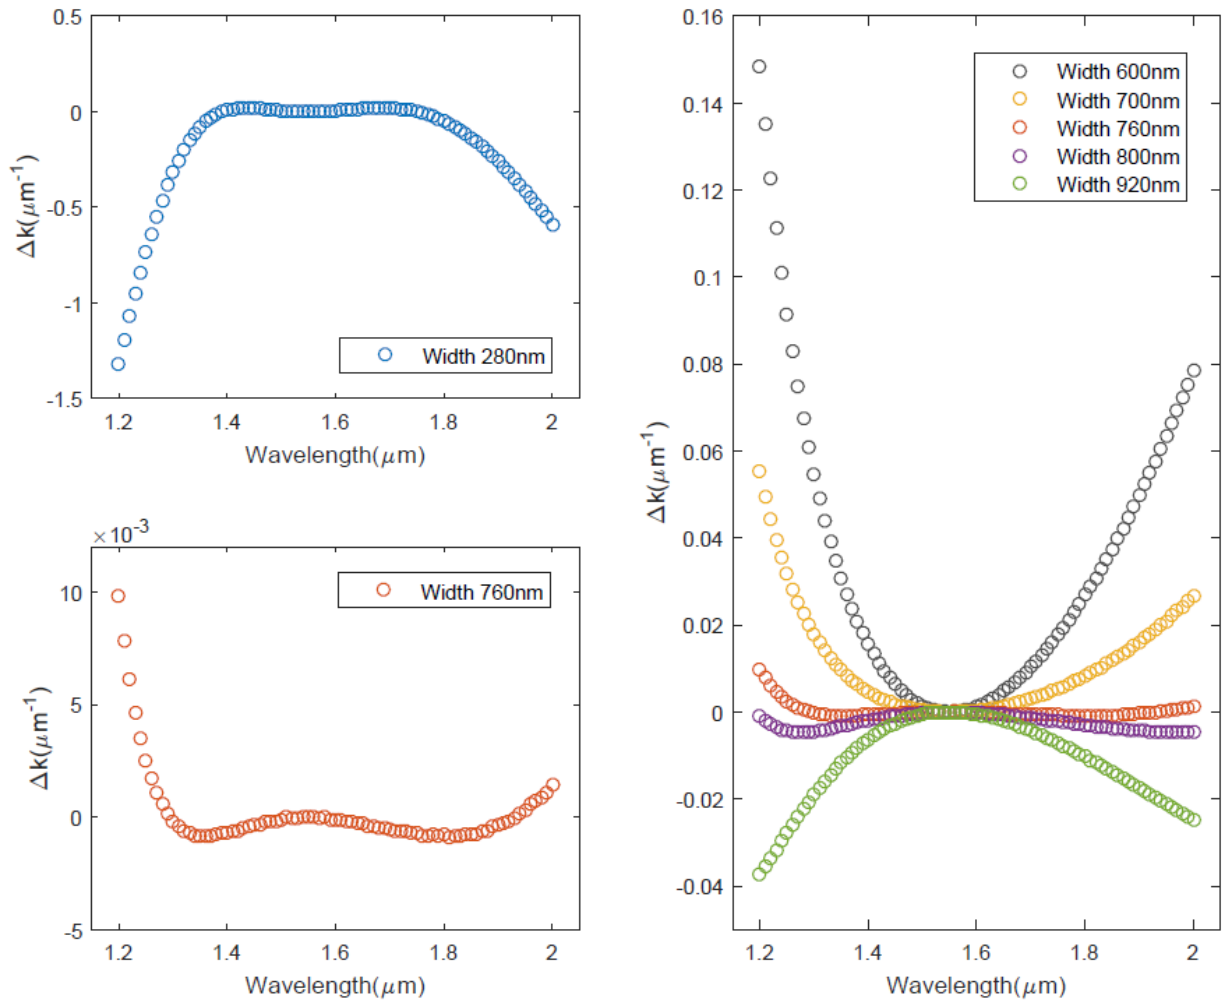 0.5
0
-0.5
-1
-1.5
Δk(μm-1)
Width 280nm
1.2 1.4 1.6 1.8 2
Wavelength(μm)
×10-3
10
5
0
-5
Δk(μm-1)
Width 760nm
1.2 1.4 1.6 1.8 2
Wavelength(μm)
0.16
0.14
0.12
0.1
0.08
0.06
0.04
0.02
0
-0.02
-0.04
Δk(μm-1)
Width 600nm
Width 700nm
Width 760nm
Width 800nm
Width 920nm
1.2 1.4 1.6 1.8 2
Wavelength(μm)